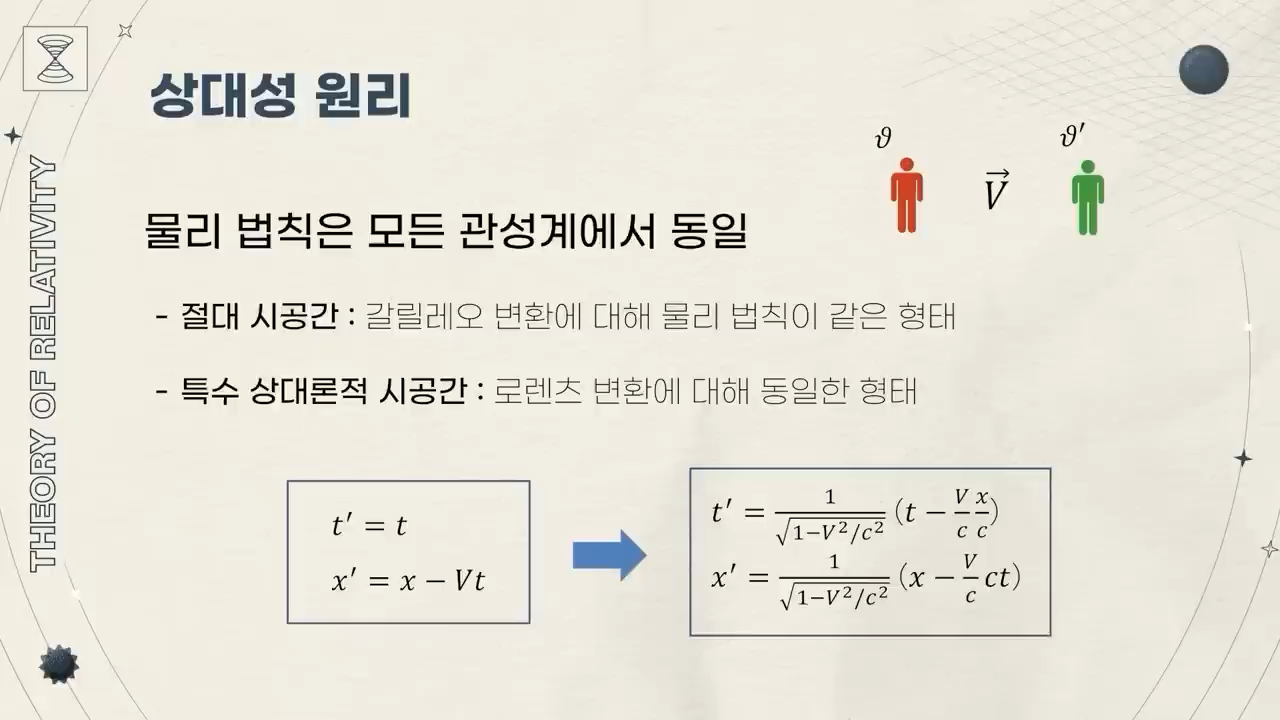 상대성 원리
THEORY OF RELATIVITY
ϑ
ϑ′
V⃗
물리 법칙은 모든 관성계에서 동일
- 절대 시공간 : 갈릴레오 변환에 대해 물리 법칙이 같은 형태
- 특수 상대론적 시공간 : 로렌츠 변환에 대해 동일한 형태
t′ = t
x′ = x − Vt
t′ = 1/√(1−V²/c²) (t − V/c x/c)
x′ = 1/√(1−V²/c²) (x − V/c ct)